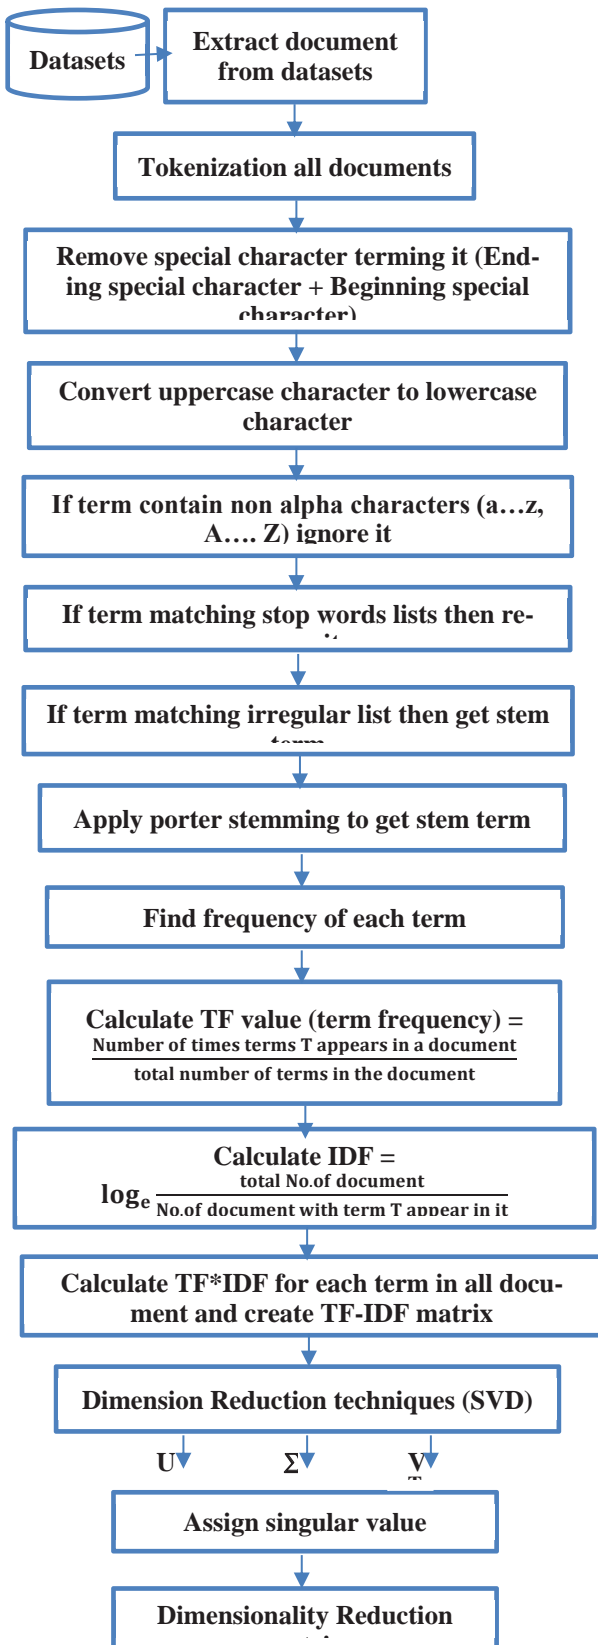 Datasets
Extract document
from datasets
Tokenization all documents
Remove special character terming it (End-
ing special character + Beginning special
character)
Convert uppercase character to lowercase
character
If term contain non alpha characters (a…z,
A…. Z) ignore it
If term matching stop words lists then re-
If term matching irregular list then get stem
term
Apply porter stemming to get stem term
Find frequency of each term
Calculate TF value (term frequency) =
Number of times terms T appears in a document
total number of terms in the document
Calculate IDF =
total No.of document
logₑ
No.of document with term T appear in it
Calculate TF*IDF for each term in all docu-
ment and create TF-IDF matrix
Dimension Reduction techniques (SVD)
U Σ V
T
Assign singular value
Dimensionality Reduction